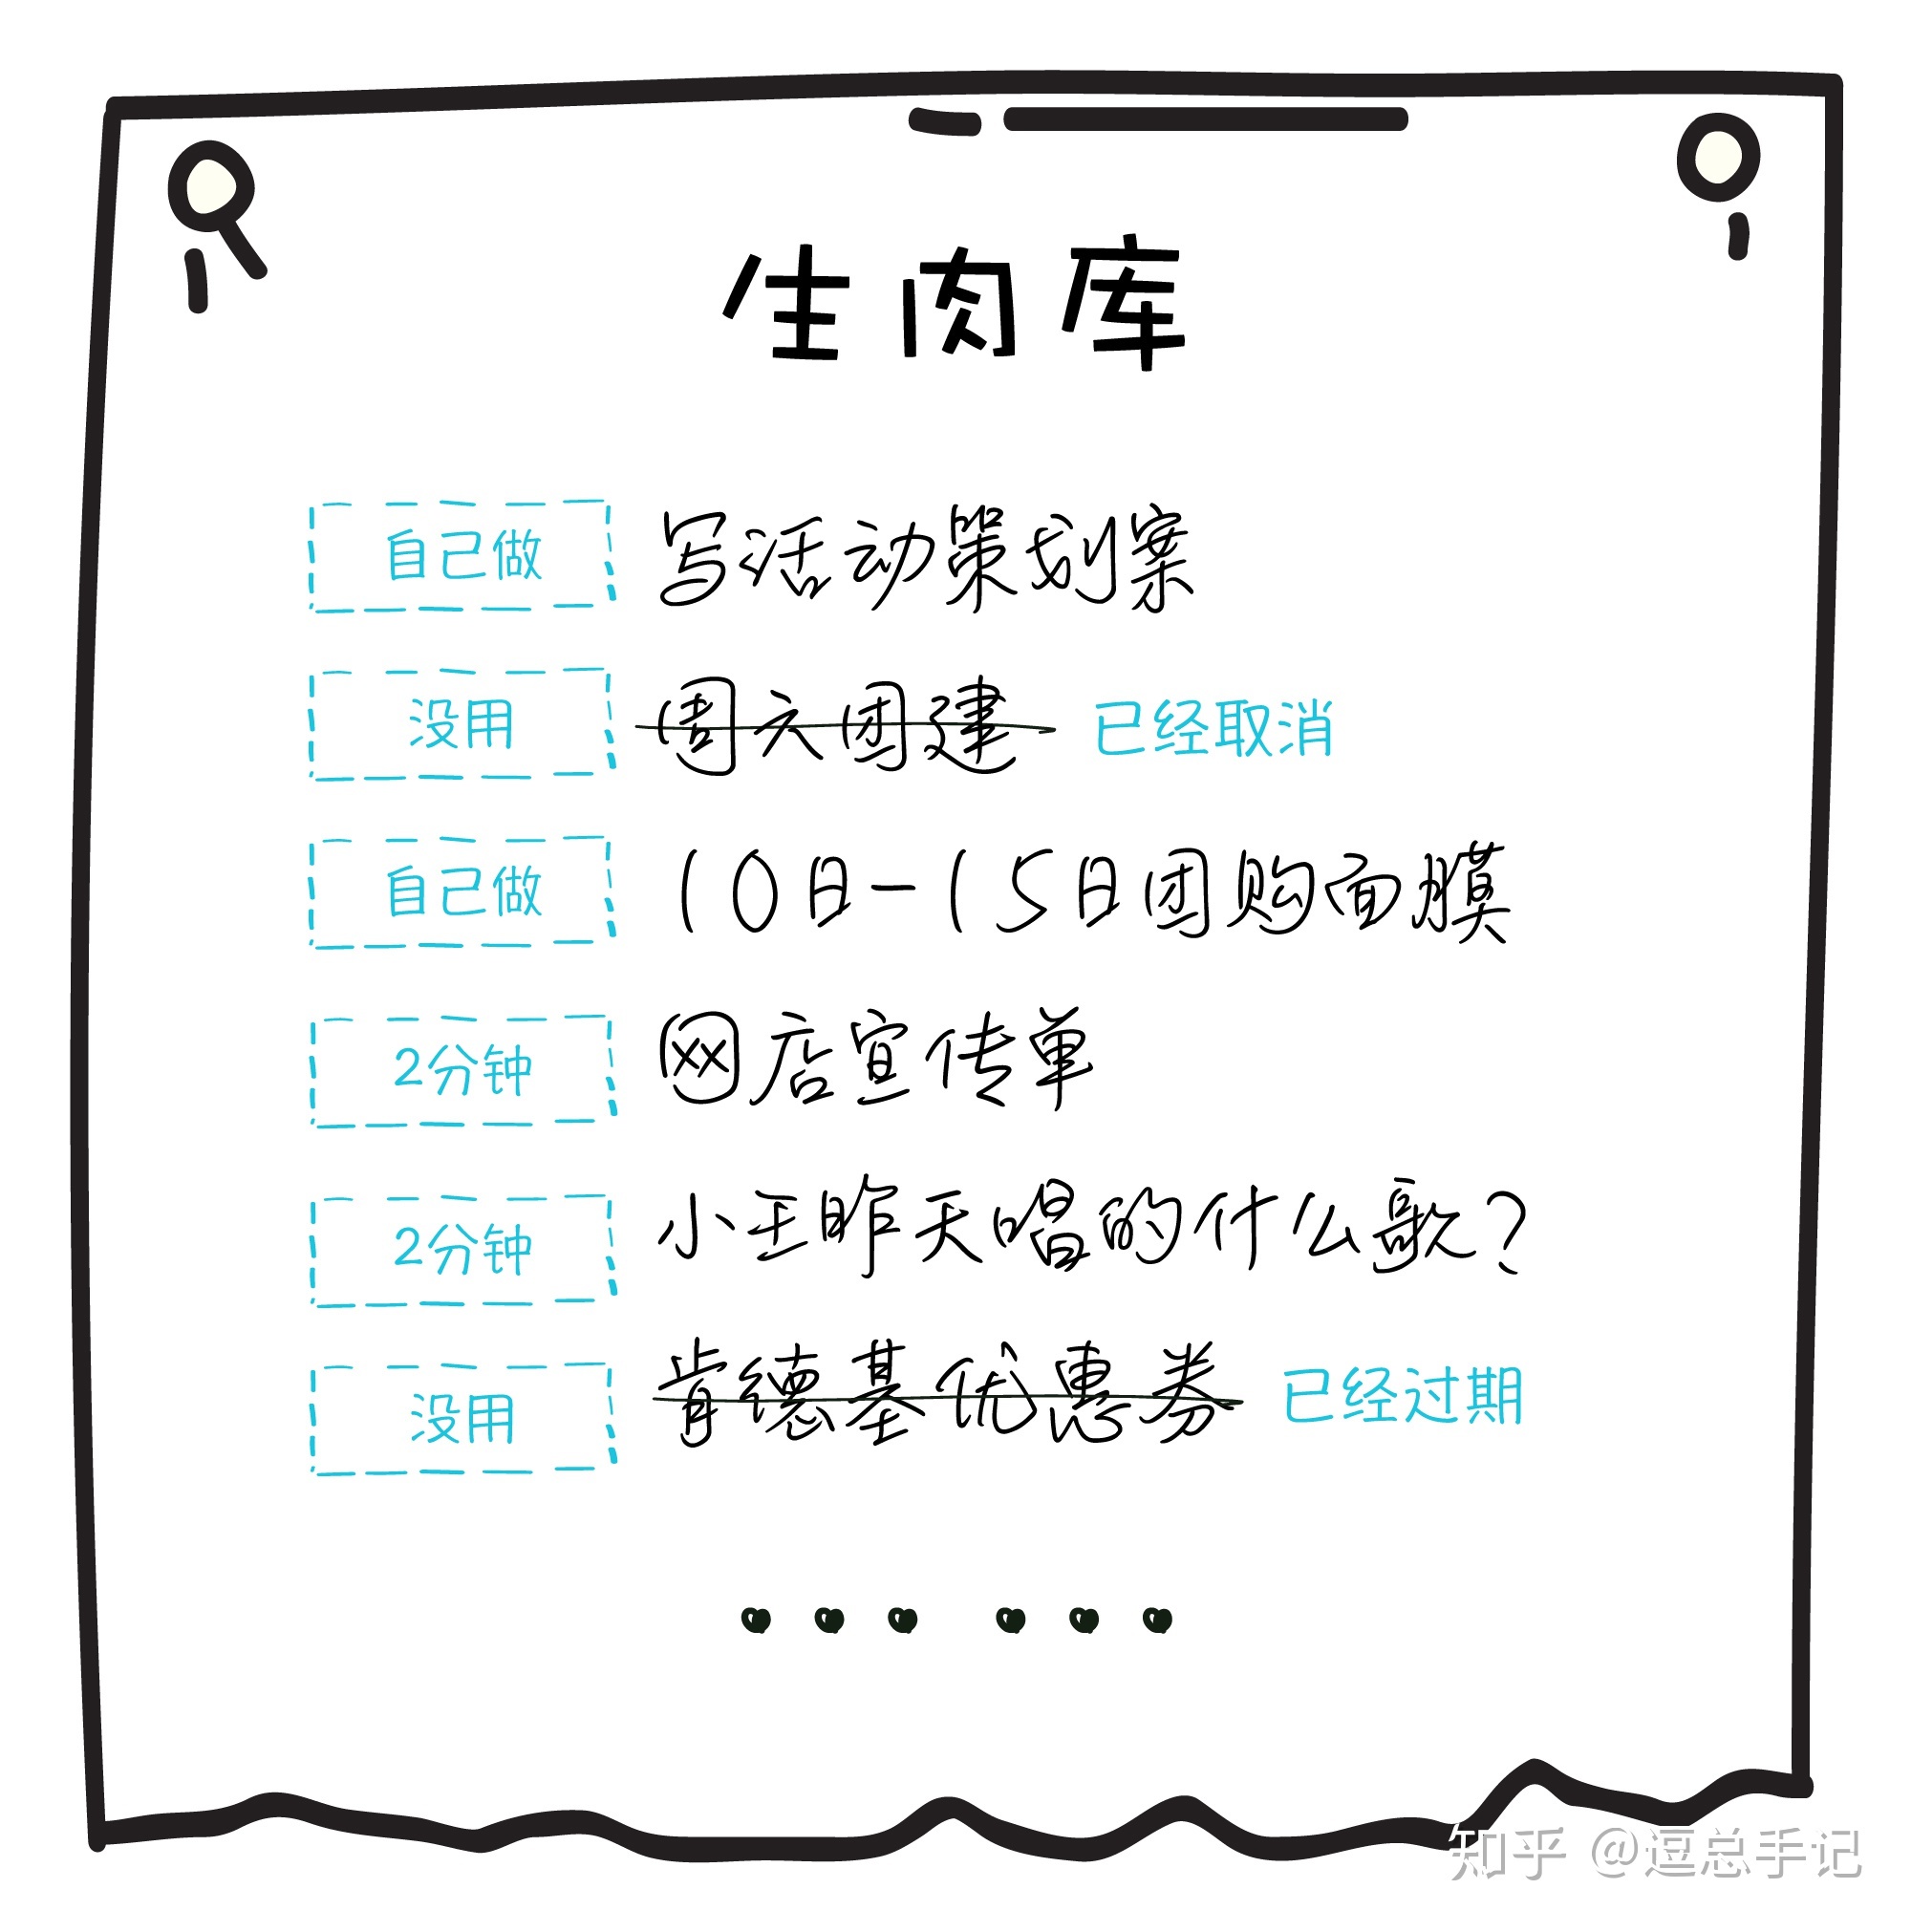 生肉库
自己做 写活动策划案
没用 周六团建 已经取消
自己做 10日-15日团购面膜
2分钟 网店宣传单
2分钟 小王昨天唱的什么歌?
没用 肯德基优惠券 已经过期
知乎 @逗总手记